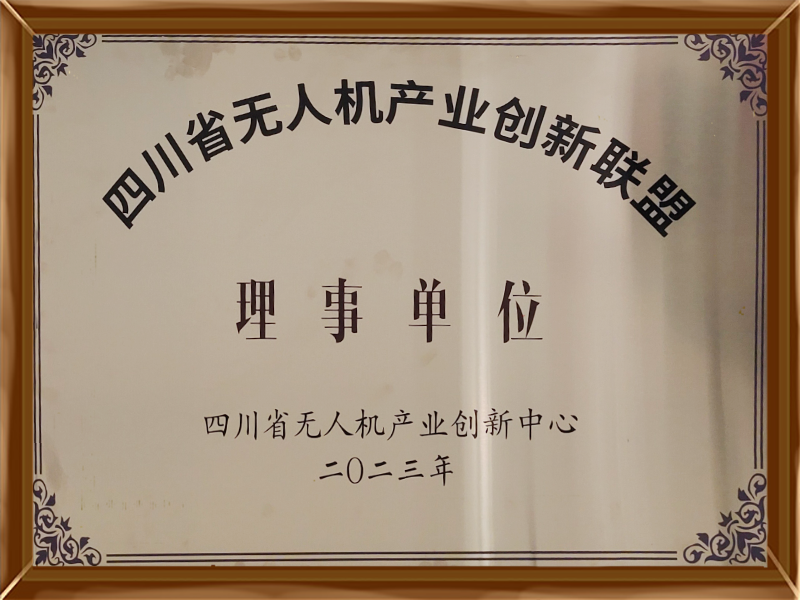 四川省无人机产业创新联盟
理事单位
四川省无人机产业创新中心
二〇二三年